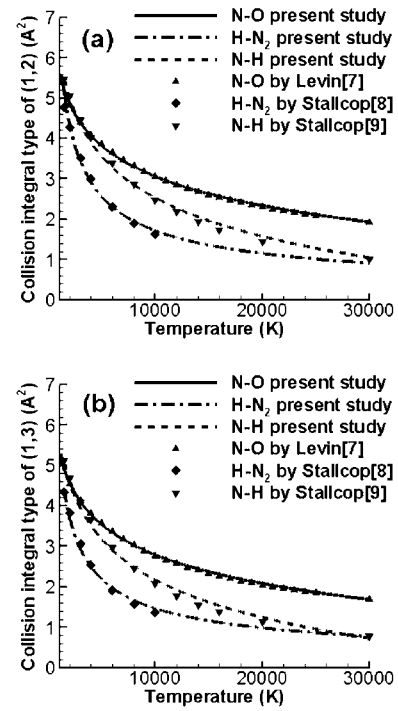 Collision integral type of (1,2) (A²)
7
6
5
4
3
2
1
0
(a)
N-O present study
H-N₂ present study
N-H present study
N-O by Levin[7]
H-N₂ by Stallcop[8]
N-H by Stallcop[9]
10000 20000 30000
Temperature (K)
Collision integral type of (1,3) (A²)
7
6
5
4
3
2
1
0
(b)
N-O present study
H-N₂ present study
N-H present study
N-O by Levin[7]
H-N₂ by Stallcop[8]
N-H by Stallcop[9]
10000 20000 30000
Temperature (K)